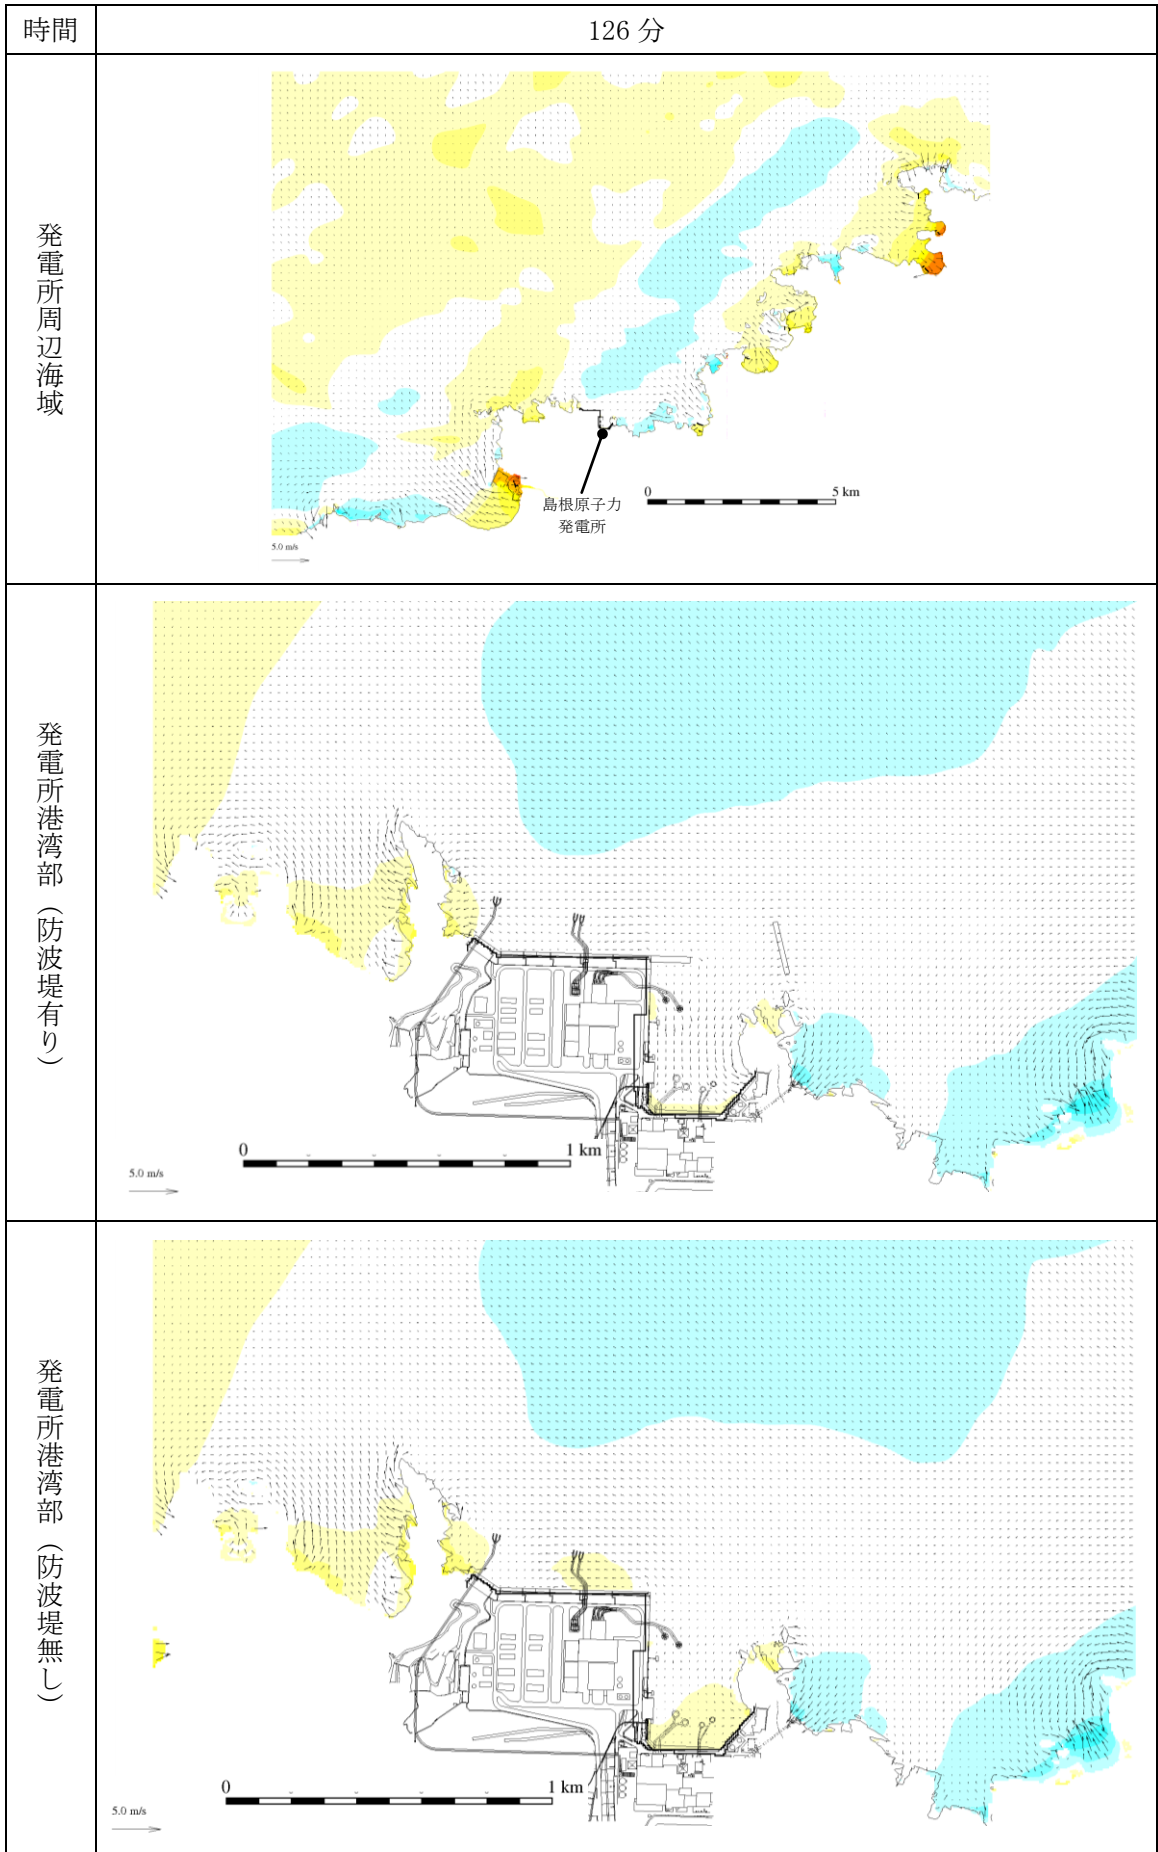 時間
126 分
発電所周辺海域
島根原子力
発電所
0
5 km
5.0 m/s
発電所港湾部（防波堤有り）
0
1 km
5.0 m/s
発電所港湾部（防波堤無し）
0
1 km
5.0 m/s